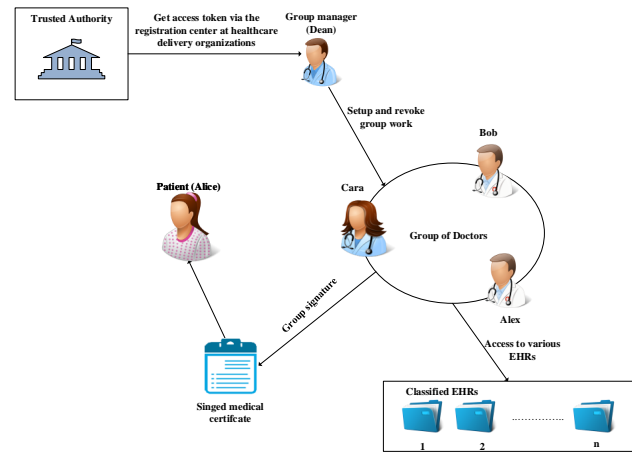 Trusted Authority
Get access token via the
registration center at healthcare
delivery organizations
Group manager
(Dean)
Setup and revoke
group work
Bob
Patient (Alice)
Cara
Group of Doctors
Alex
Group signature
Access to various
EHRs
Singed medical
certifcate
Classified EHRs
1
2
..................
n